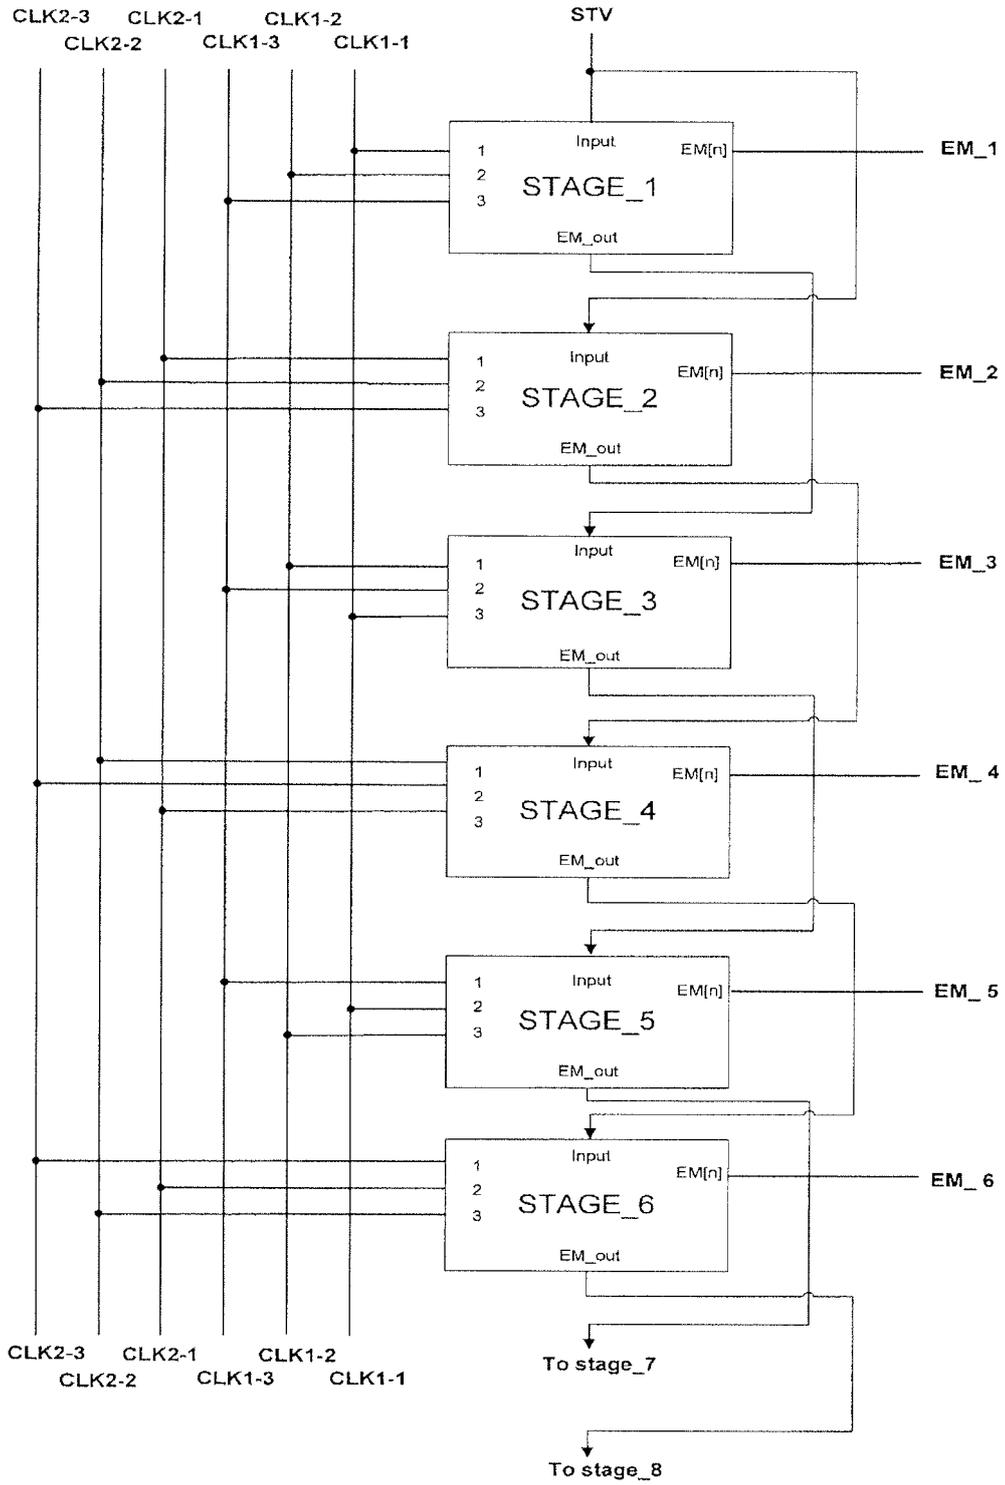 CLK2-3
CLK2-2
CLK2-1
CLK1-3
CLK1-2
CLK1-1
STV
Input
1
2
3
EM[n]
STAGE_1
EM_out
EM_1
Input
1
2
3
EM[n]
STAGE_2
EM_out
EM_2
Input
1
2
3
EM[n]
STAGE_3
EM_out
EM_3
Input
1
2
3
EM[n]
STAGE_4
EM_out
EM_ 4
Input
1
2
3
EM[n]
STAGE_5
EM_out
EM_ 5
Input
1
2
3
EM[n]
STAGE_6
EM_out
EM_ 6
CLK2-3
CLK2-2
CLK2-1
CLK1-3
CLK1-2
CLK1-1
To stage_7
To stage_8